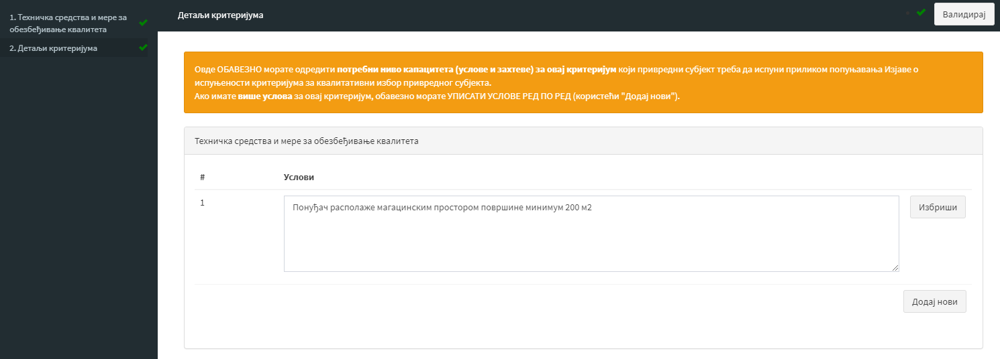 1. Техничка средства и мере за
обезбеђивање квалитета
2. Детаљи критеријума
Детаљи критеријума
Валидирај
Овде ОБАВЕЗНО морате одредити потребни ниво капацитета (услове и захтеве) за овај критеријум који привредни субјект треба да испуни приликом попуњавања Изјаве о
испуњености критеријума за квалитативни избор привредног субјекта.
Ако имате више услова за овај критеријум, обавезно морате УПИСАТИ УСЛОВЕ РЕД ПО РЕД (користећи "Додај нови").
Техничка средства и мере за обезбеђивање квалитета
# Услови
1 Понуђач располаже магацинским простором површине минимум 200 м2 Избриши
Додај нови